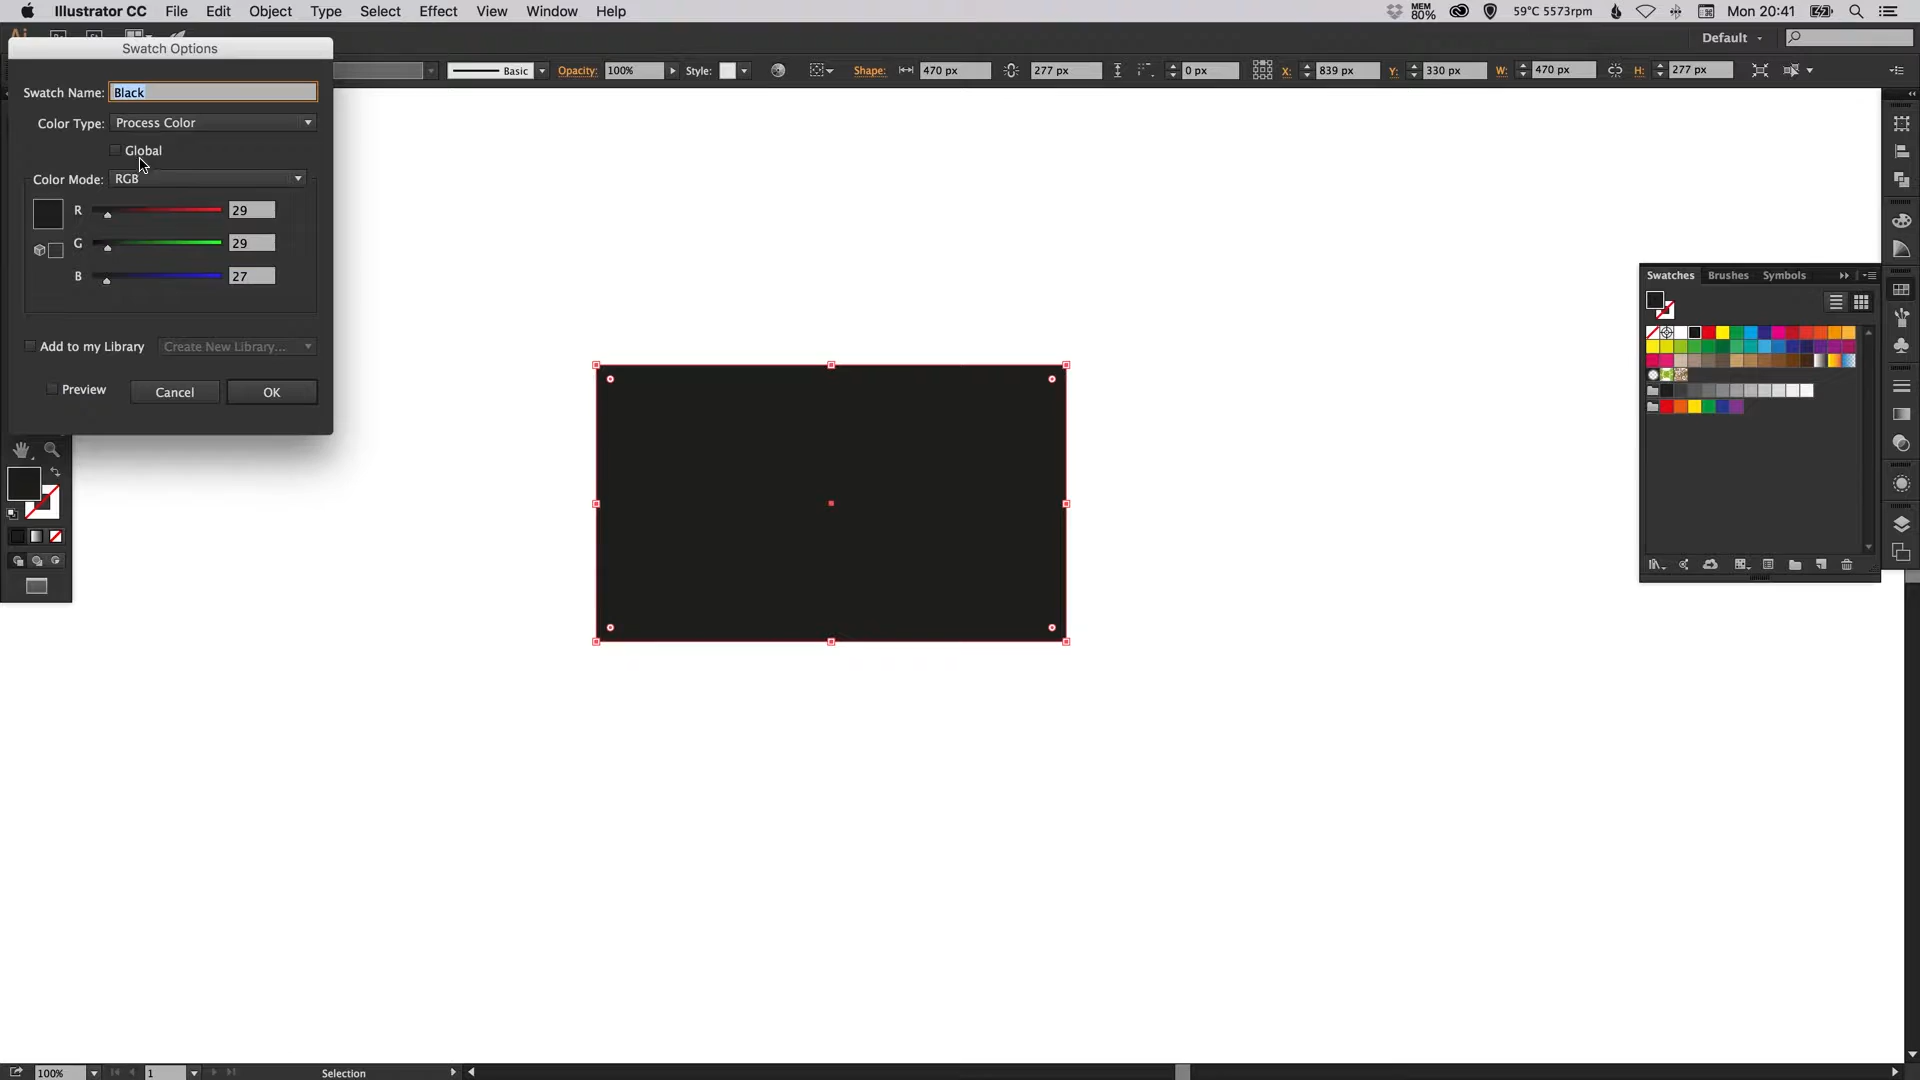 Illustrator CC File Edit Object Type Select Effect View Window Help
MEM 80% 59°C 5573rpm Mon 20:41
Default
Basic Opacity: 100% Style: Shape: 470 px 277 px 0 px X: 839 px Y: 330 px W: 470 px H: 277 px
Swatch Options
Swatch Name: Black
Color Type: Process Color
Global
Color Mode: RGB
R 29
G 29
B 27
Add to my Library Create New Library...
Preview Cancel OK
Swatches Brushes Symbols
100% 1 Selection